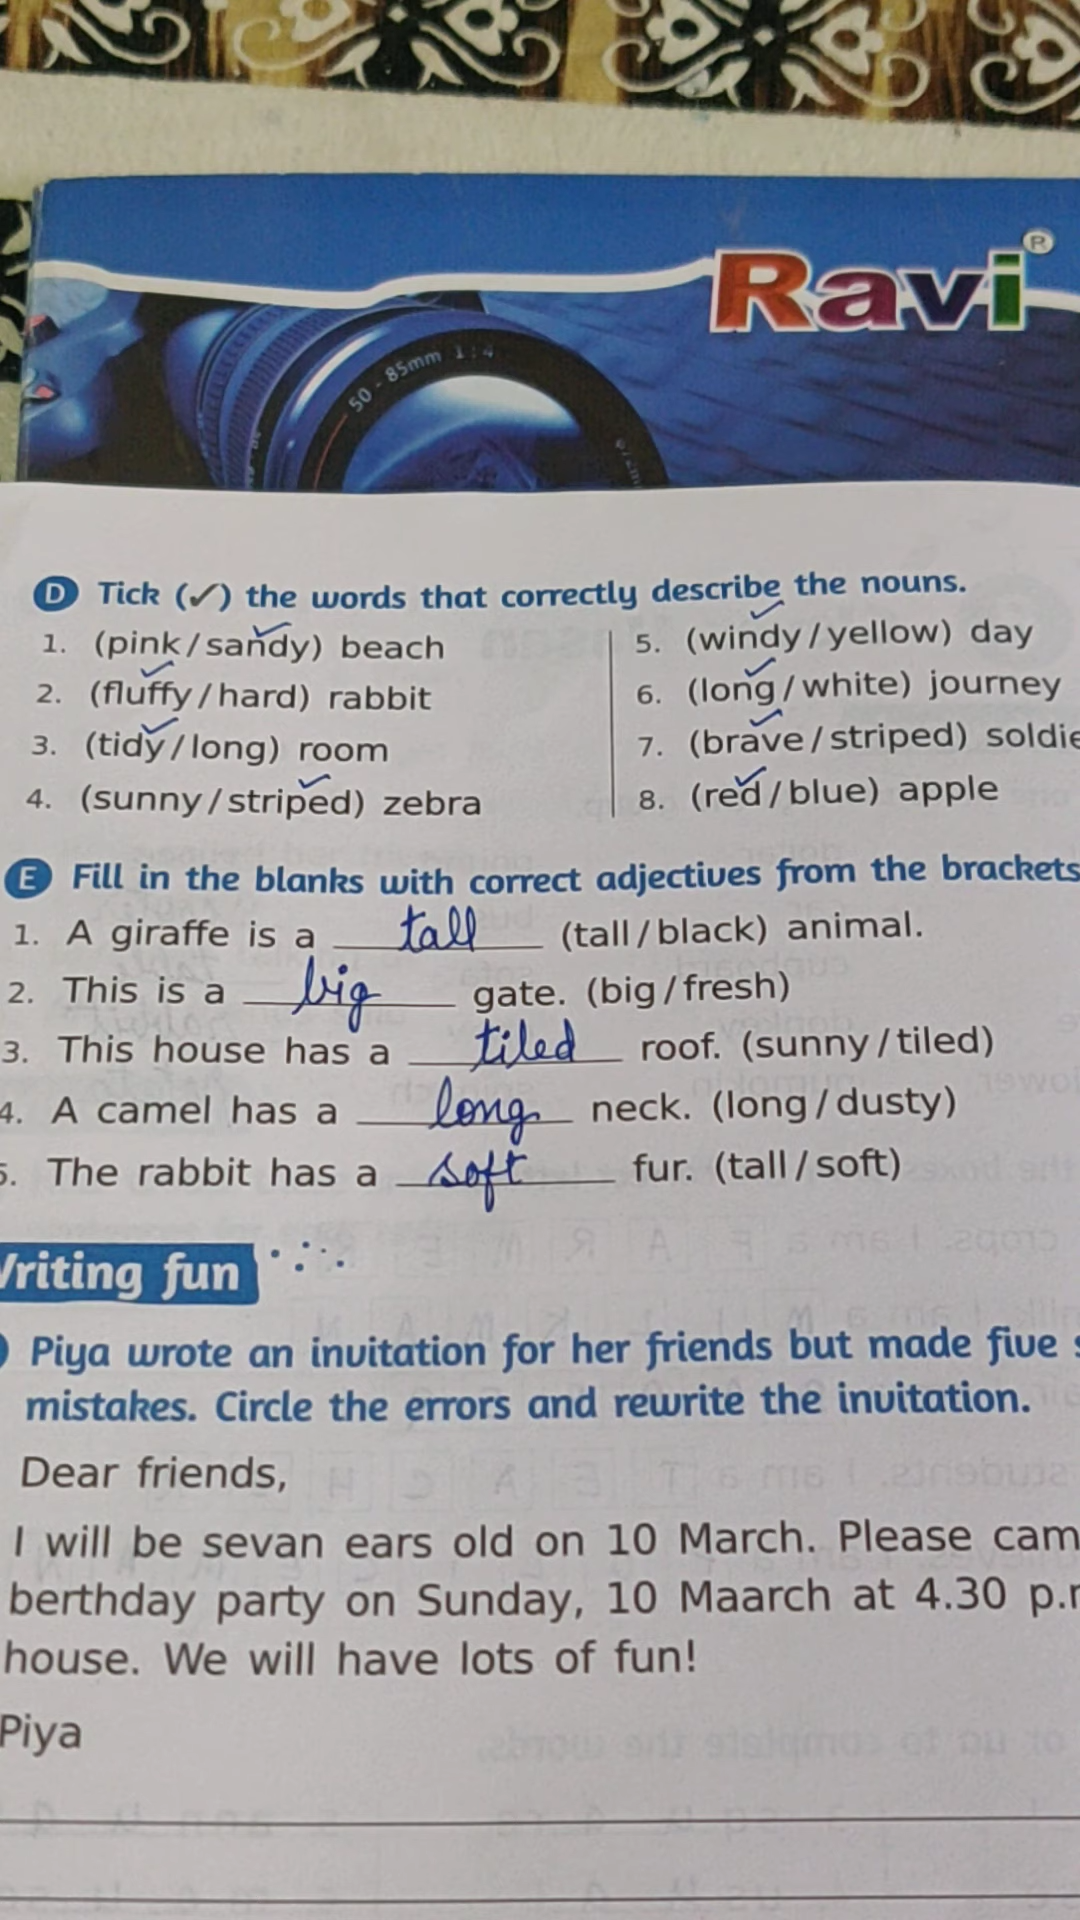 Ravi®
50 - 85mm 1:4
D Tick (✓) the words that correctly describe the nouns.
1. (pink/sandy) beach
2. (fluffy/hard) rabbit
3. (tidy/long) room
4. (sunny/striped) zebra
5. (windy/yellow) day
6. (long/white) journey
7. (brave/striped) soldie
8. (red/blue) apple
E Fill in the blanks with correct adjectives from the brackets
1. A giraffe is a tall (tall/black) animal.
2. This is a big gate. (big/fresh)
3. This house has a tiled roof. (sunny/tiled)
4. A camel has a long neck. (long/dusty)
5. The rabbit has a soft fur. (tall/soft)
Writing fun
Piya wrote an invitation for her friends but made five s
mistakes. Circle the errors and rewrite the invitation.
Dear friends,
I will be sevan ears old on 10 March. Please cam
berthday party on Sunday, 10 Maarch at 4.30 p.m
house. We will have lots of fun!
Piya